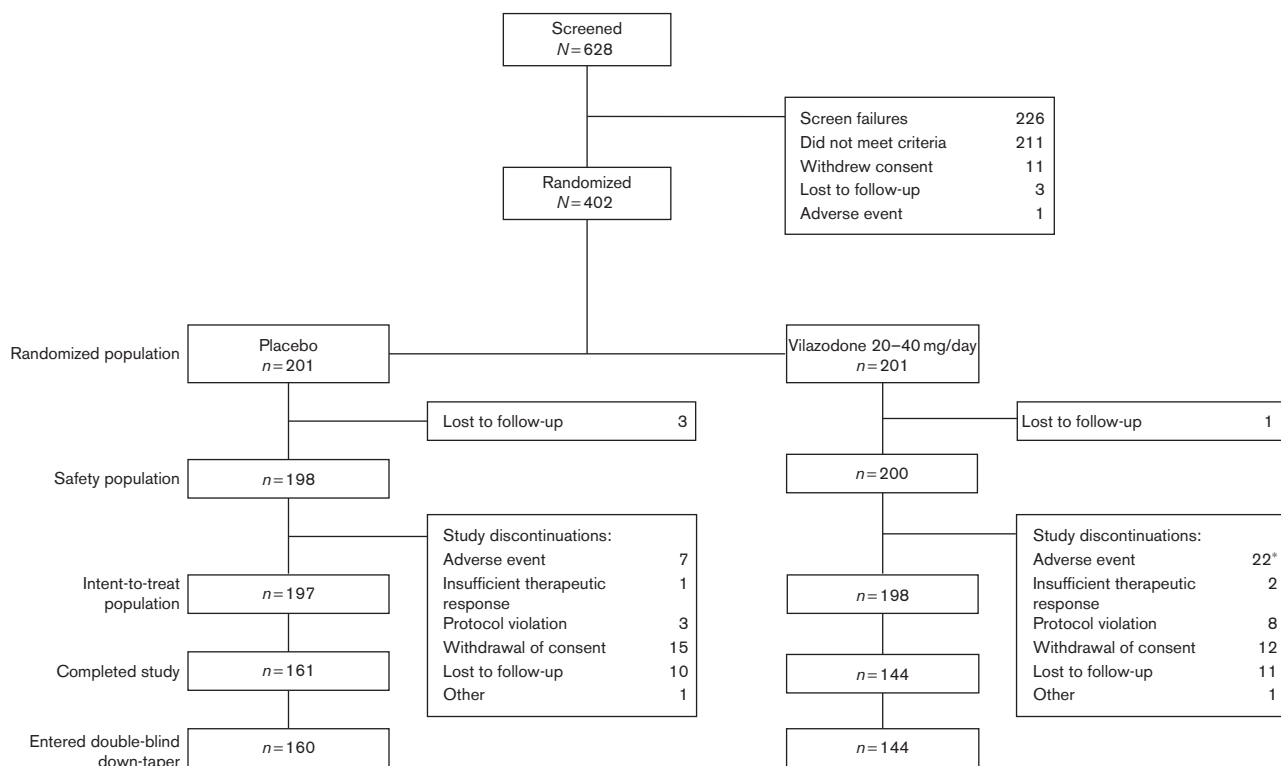 Screened
N=628
Screen failures 226
Did not meet criteria 211
Withdrew consent 11
Lost to follow-up 3
Adverse event 1
Randomized
N=402
Randomized population
Placebo
n=201
Vilazodone 20–40 mg/day
n=201
Lost to follow-up 3
Lost to follow-up 1
Safety population
n=198
n=200
Study discontinuations:
Adverse event 7
Insufficient therapeutic 1
response
Protocol violation 3
Withdrawal of consent 15
Lost to follow-up 10
Other 1
Study discontinuations:
Adverse event 22*
Insufficient therapeutic 2
response
Protocol violation 8
Withdrawal of consent 12
Lost to follow-up 11
Other 1
Intent-to-treat
population
n=197
n=198
Completed study
n=161
n=144
Entered double-blind
down-taper
n=160
n=144